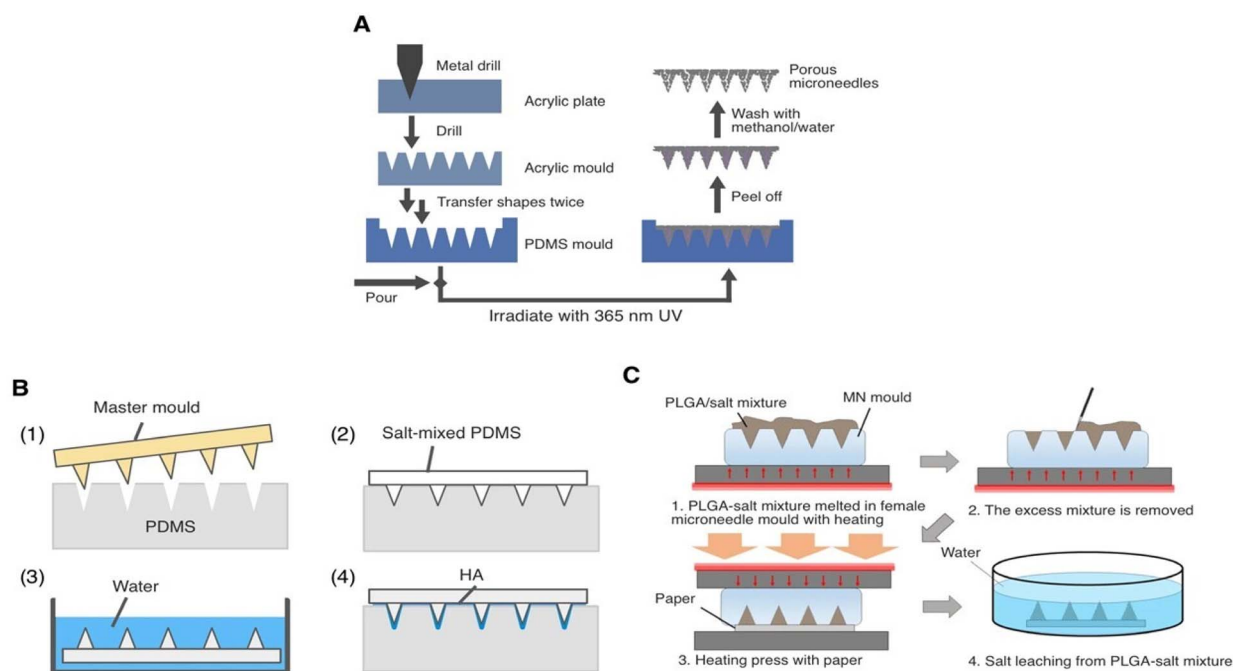 A
Metal drill
Acrylic plate
Drill
Acrylic mould
Transfer shapes twice
PDMS mould
Pour
Irradiate with 365 nm UV
Porous
microneedles
Wash with
methanol/water
Peel off
B
(1)
Master mould
PDMS
(2)
Salt-mixed PDMS
(3)
Water
(4)
HA
C
PLGA/salt mixture
MN mould
1. PLGA-salt mixture melted in female
microneedle mould with heating
2. The excess mixture is removed
Paper
3. Heating press with paper
Water
4. Salt leaching from PLGA-salt mixture